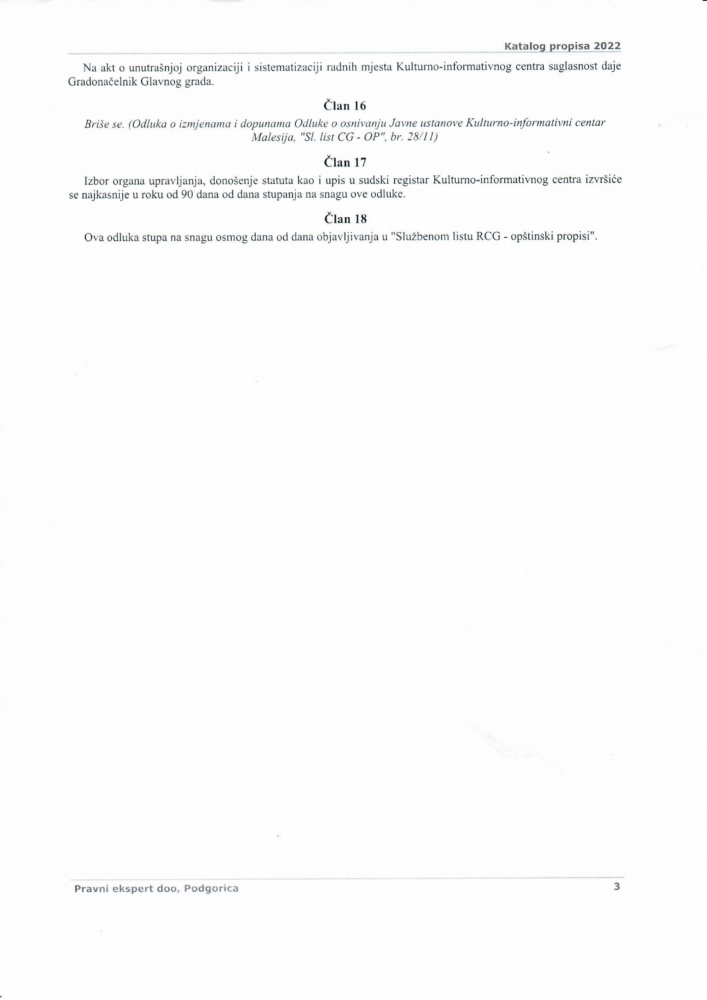 Katalog propisa 2022
Na akt o unutrašnjoj organizaciji i sistematizaciji radnih mjesta Kulturno-informativnog centra saglasnost daje
Gradonačelnik Glavnog grada.
Član 16
Briše se. (Odluka o izmjenama i dopunama Odluke o osnivanju Javne ustanove Kulturno-informativni centar
Malesija, "Sl. list CG - OP", br. 28/11)
Član 17
Izbor organa upravljanja, donošenje statuta kao i upis u sudski registar Kulturno-informativnog centra izvršiće
se najkasnije u roku od 90 dana od dana stupanja na snagu ove odluke.
Član 18
Ova odluka stupa na snagu osmog dana od dana objavljivanja u "Službenom listu RCG - opštinski propisi".
Pravni ekspert doo, Podgorica
3